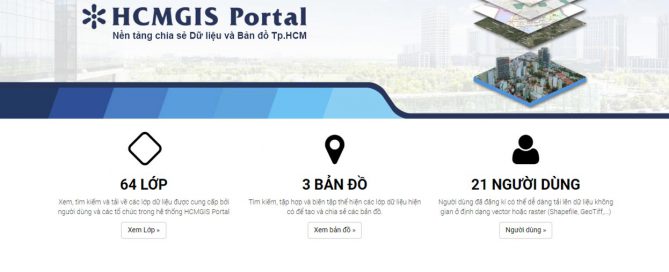 HCMGIS Portal
Nền tảng chia sẻ Dữ liệu và Bản đồ Tp.HCM
64 LỚP
Xem, tìm kiếm và tải về các lớp dữ liệu được cung cấp bởi
người dùng và các tổ chức trong hệ thống HCMGIS Portal
Xem Lớp »
3 BẢN ĐỒ
Tìm kiếm, tập hợp và biên tập thể hiện các lớp dữ liệu hiện
có để tạo và chia sẻ các bản đồ
Xem bản đồ »
21 NGƯỜI DÙNG
Người dùng đã đăng kí có thể dễ dàng tải lên dữ liệu không
gian ở định dạng vector hoặc raster (Shapefile, GeoTiff,...)
Người dùng »